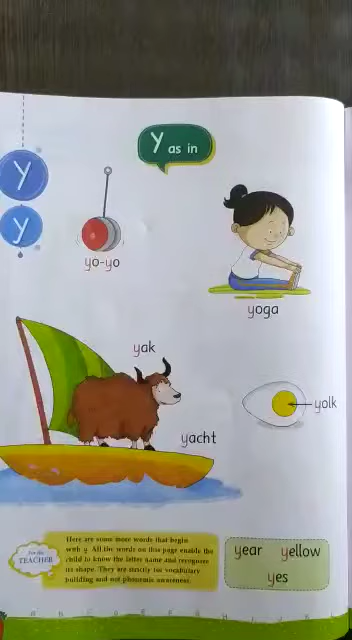 Y as in
Y
y
yo-yo
yoga
yak
yolk
yacht
For the
TEACHER
Here are some more words that begin
with y. All the words on this page enable the
child to know the letter name and recognise
its shape. They are strictly for vocabulary
building and not phonemic awareness.
year yellow
yes